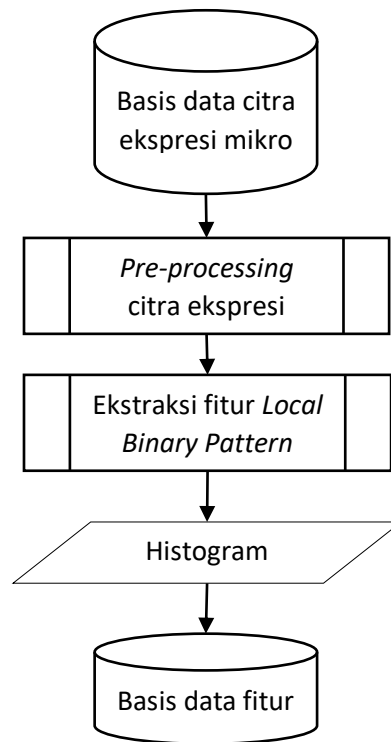 Basis data citra
ekspresi mikro
Pre-processing
citra ekspresi
Ekstraksi fitur Local
Binary Pattern
Histogram
Basis data fitur